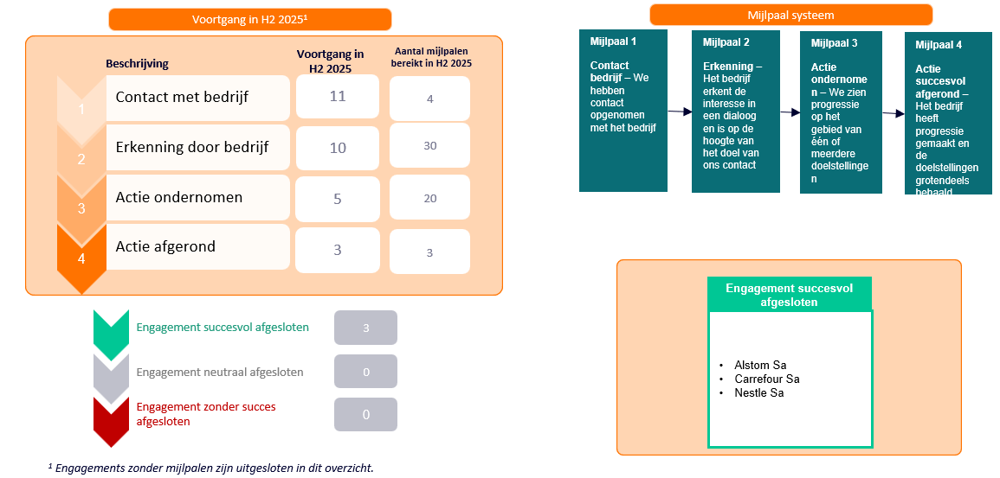 Voortgang in H2 2025¹
Beschrijving
Voortgang in
H2 2025
Aantal mijlpalen
bereikt in H2 2025
1
Contact met bedrijf
11
4
2
Erkenning door bedrijf
10
30
3
Actie ondernomen
5
20
4
Actie afgerond
3
3
Engagement succesvol afgesloten
3
Engagement neutraal afgesloten
0
Engagement zonder succes
afgesloten
0
¹ Engagements zonder mijlpalen zijn uitgesloten in dit overzicht.
Mijlpaal systeem
Mijlpaal 1
Contact
bedrijf – We
hebben
contact
opgenomen
met het bedrijf
Mijlpaal 2
Erkenning –
Het bedrijf
erkent de
interesse in
een dialoog
en is op de
hoogte van
het doel van
ons contact
Mijlpaal 3
Actie
ondernome
n – We zien
progressie
op het
gebied van
één of
meerdere
doelstellinge
n
Mijlpaal 4
Actie
succesvol
afgerond –
Het bedrijf
heeft
progressie
gemaakt en
de
doelstellingen
grotendeels
behaald
Engagement succesvol
afgesloten
• Alstom Sa
• Carrefour Sa
• Nestle Sa